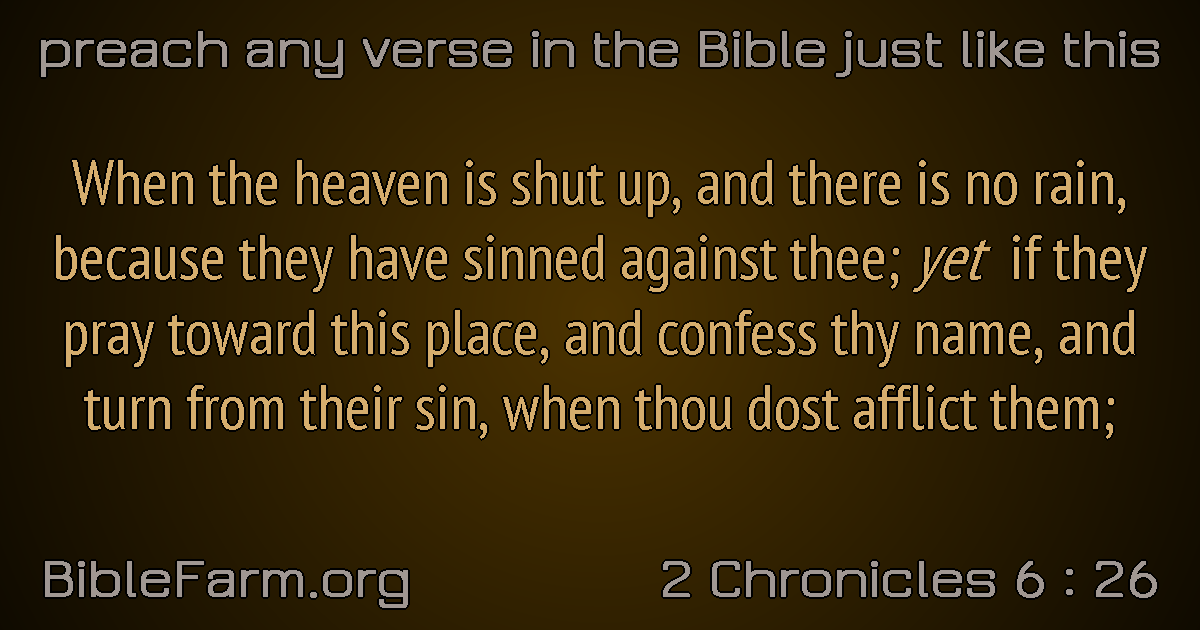 preach any verse in the Bible just like this
When the heaven is shut up, and there is no rain,
because they have sinned against thee; yet if they
pray toward this place, and confess thy name, and
turn from their sin, when thou dost afflict them;
BibleFarm.org
2 Chronicles 6 : 26